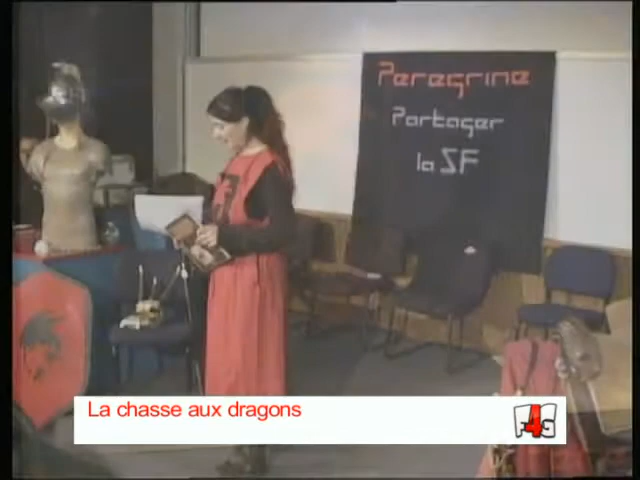 Peregrine
Partager
la SF
La chasse aux dragons
F4G